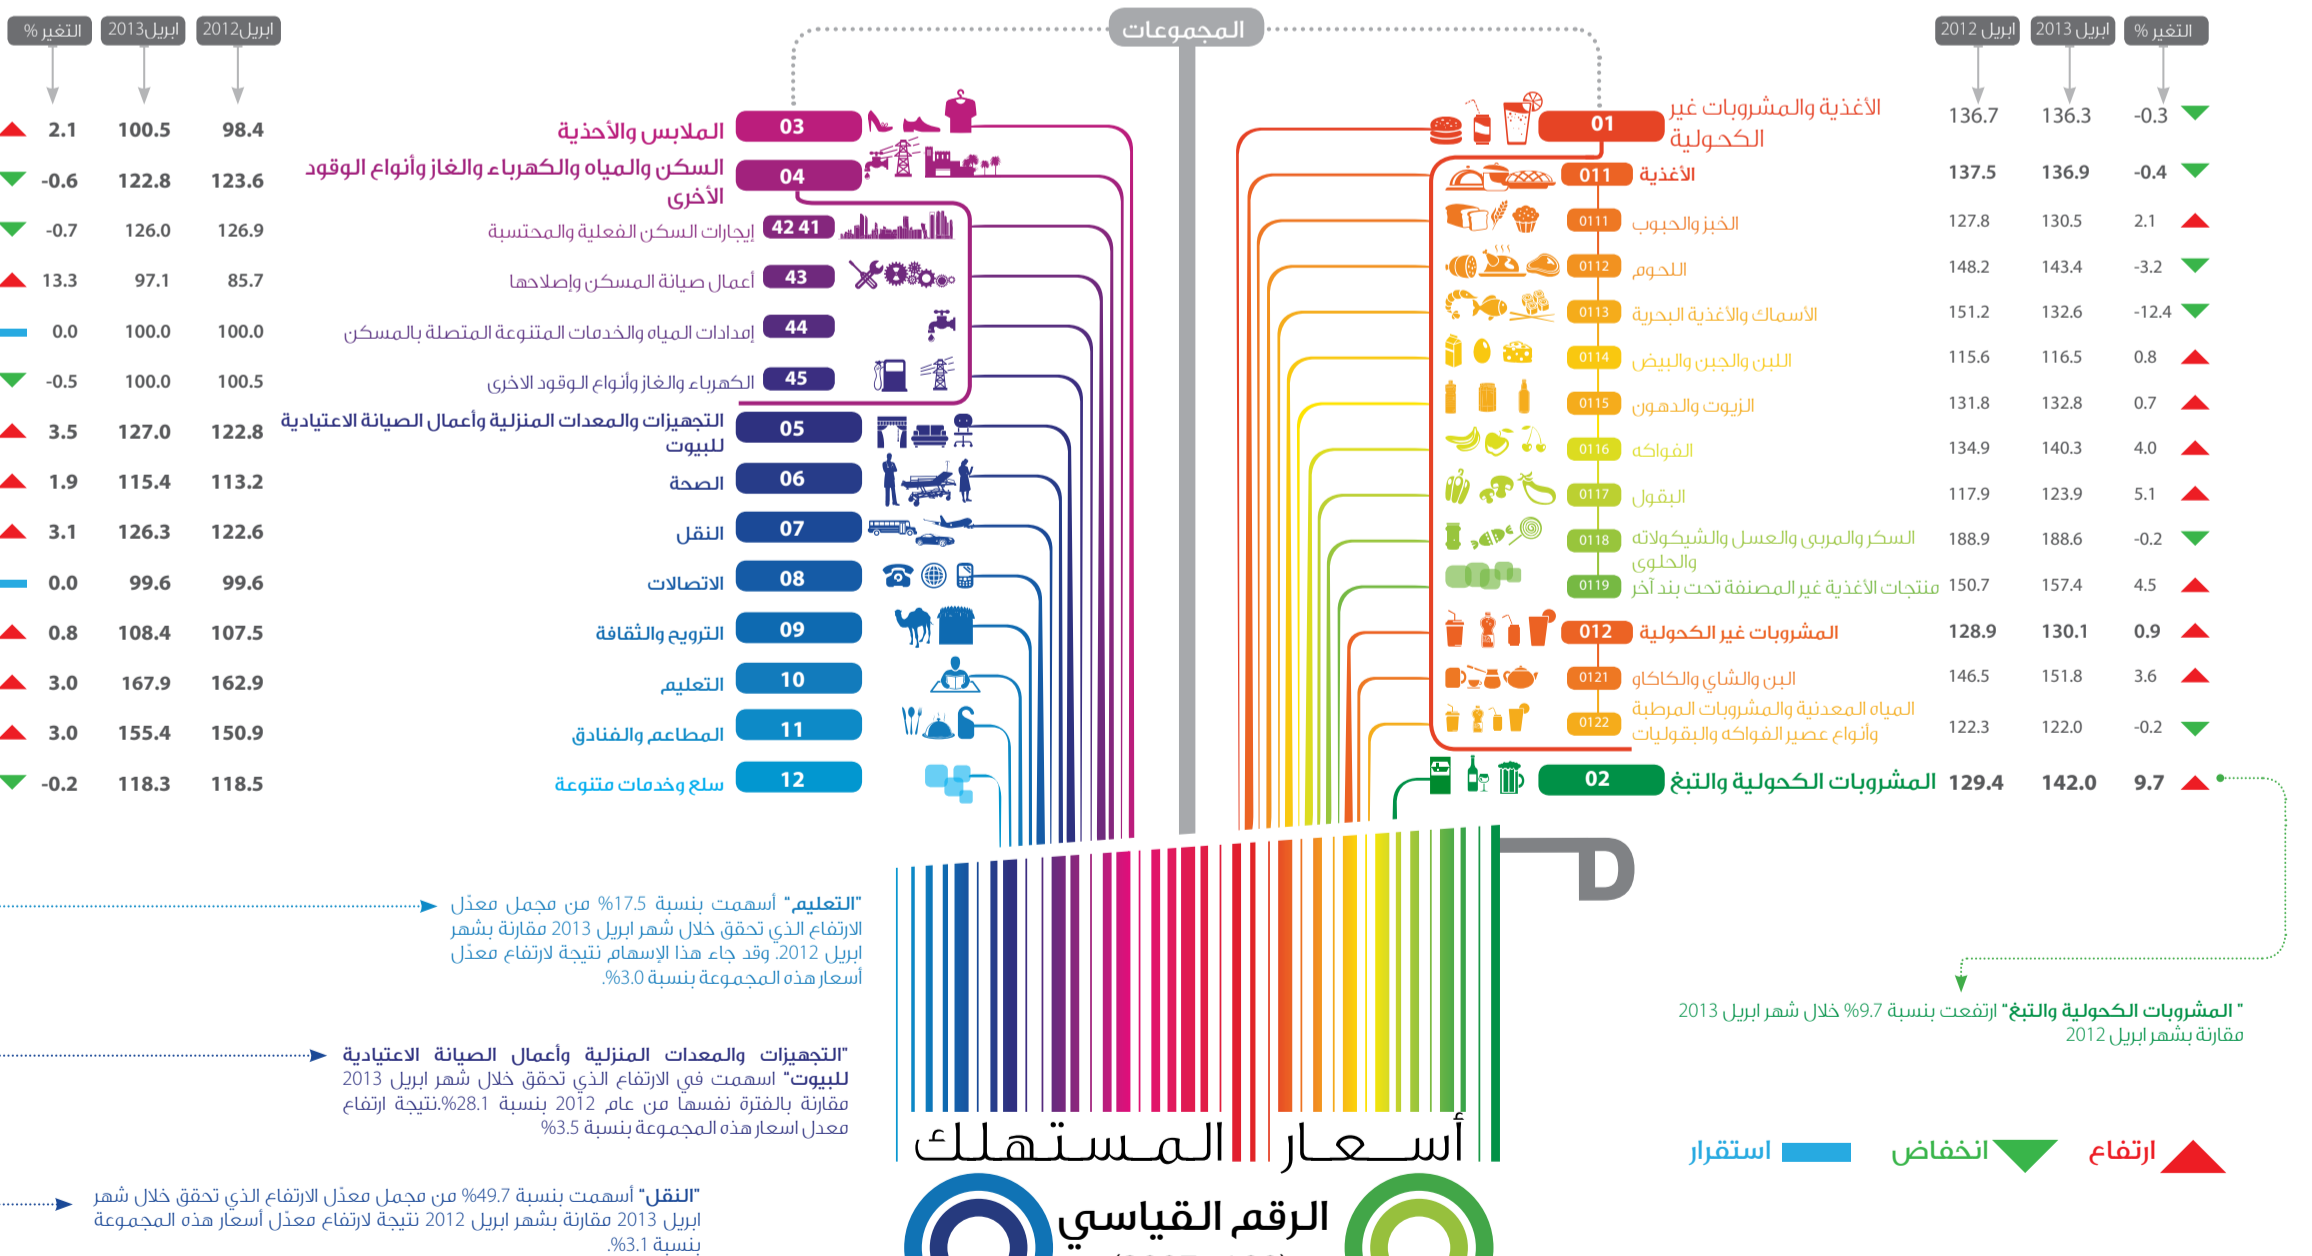 المجموعات
التغير % ابريل 2013 ابريل 2012
01 الأغذية والمشروبات غير
الكحولية
136.7 136.3 -0.3
011 الأغذية 137.5 136.9 -0.4
0111 الخبز والحبوب 127.8 130.5 2.1
0112 اللحوم 148.2 143.4 -3.2
0113 الأسماك والأغذية البحرية 151.2 132.6 -12.4
0114 اللبن والجبن والبيض 115.6 116.5 0.8
0115 الزيوت والدهون 131.8 132.8 0.7
0116 الفواكه 134.9 140.3 4.0
0117 البقول 117.9 123.9 5.1
0118 السكر والمربى والعسل والشيكولاته 188.9 188.6 -0.2
والحلوى
0119 منتجات الأغذية غير المصنفة تحت بند آخر 150.7 157.4 4.5
012 المشروبات غير الكحولية 128.9 130.1 0.9
0121 البن والشاي والكاكاو 146.5 151.8 3.6
0122 المياه المعدنية والمشروبات المرطبة
وأنواع عصير الفواكه والبقوليات
122.3 122.0 -0.2
02 المشروبات الكحولية والتبغ 129.4 142.0 9.7
ابريل2012 ابريل2013 التغير %
03 الملابس والأحذية 98.4 100.5 2.1
04 السكن والمياه والكهرباء والغاز وأنواع الوقود
الأخرى
123.6 122.8 -0.6
42 41 إيجارات السكن الفعلية والمحتسبة 126.9 126.0 -0.7
43 أعمال صيانة المسكن وإصلاحها 85.7 97.1 13.3
44 إمدادات المياه والخدمات المتنوعة المتصلة بالمسكن 100.0 100.0 0.0
45 الكهرباء والغاز وأنواع الوقود الاخرى 100.5 100.0 -0.5
05 التجهيزات والمعدات المنزلية وأعمال الصيانة الاعتيادية
للبيوت
122.8 127.0 3.5
06 الصحة 113.2 115.4 1.9
07 النقل 122.6 126.3 3.1
08 الاتصالات 99.6 99.6 0.0
09 الترويح والثقافة 107.5 108.4 0.8
10 التعليم 162.9 167.9 3.0
11 المطاعم والفنادق 150.9 155.4 3.0
12 سلع وخدمات متنوعة 118.5 118.3 -0.2
" المشروبات الكحولية والتبغ" ارتفعت بنسبة 9.7% خلال شهر ابريل 2013
مقارنة بشهر ابريل 2012
ارتفاع انخفاض استقرار
"التعليم" أسهمت بنسبة 17.5% من مجمل معدّل
الارتفاع الذي تحقق خلال شهر ابريل 2013 مقارنة بشهر
ابريل 2012. وقد جاء هذا الإسهام نتيجة لارتفاع معدّل
أسعار هذه المجموعة بنسبة 3.0%.
"التجهيزات والمعدات المنزلية وأعمال الصيانة الاعتيادية
للبيوت" اسهمت في الارتفاع الذي تحقق خلال شهر ابريل 2013
مقارنة بالفترة نفسها من عام 2012 بنسبة 28.1%.نتيجة ارتفاع
معدل اسعار هذه المجموعة بنسبة 3.5%
"النقل" أسهمت بنسبة 49.7% من مجمل معدّل الارتفاع الذي تحقق خلال شهر
ابريل 2013 مقارنة بشهر ابريل 2012 نتيجة لارتفاع معدّل أسعار هذه المجموعة
بنسبة 3.1%.
أسعار المستهلك
الرقم القياسي